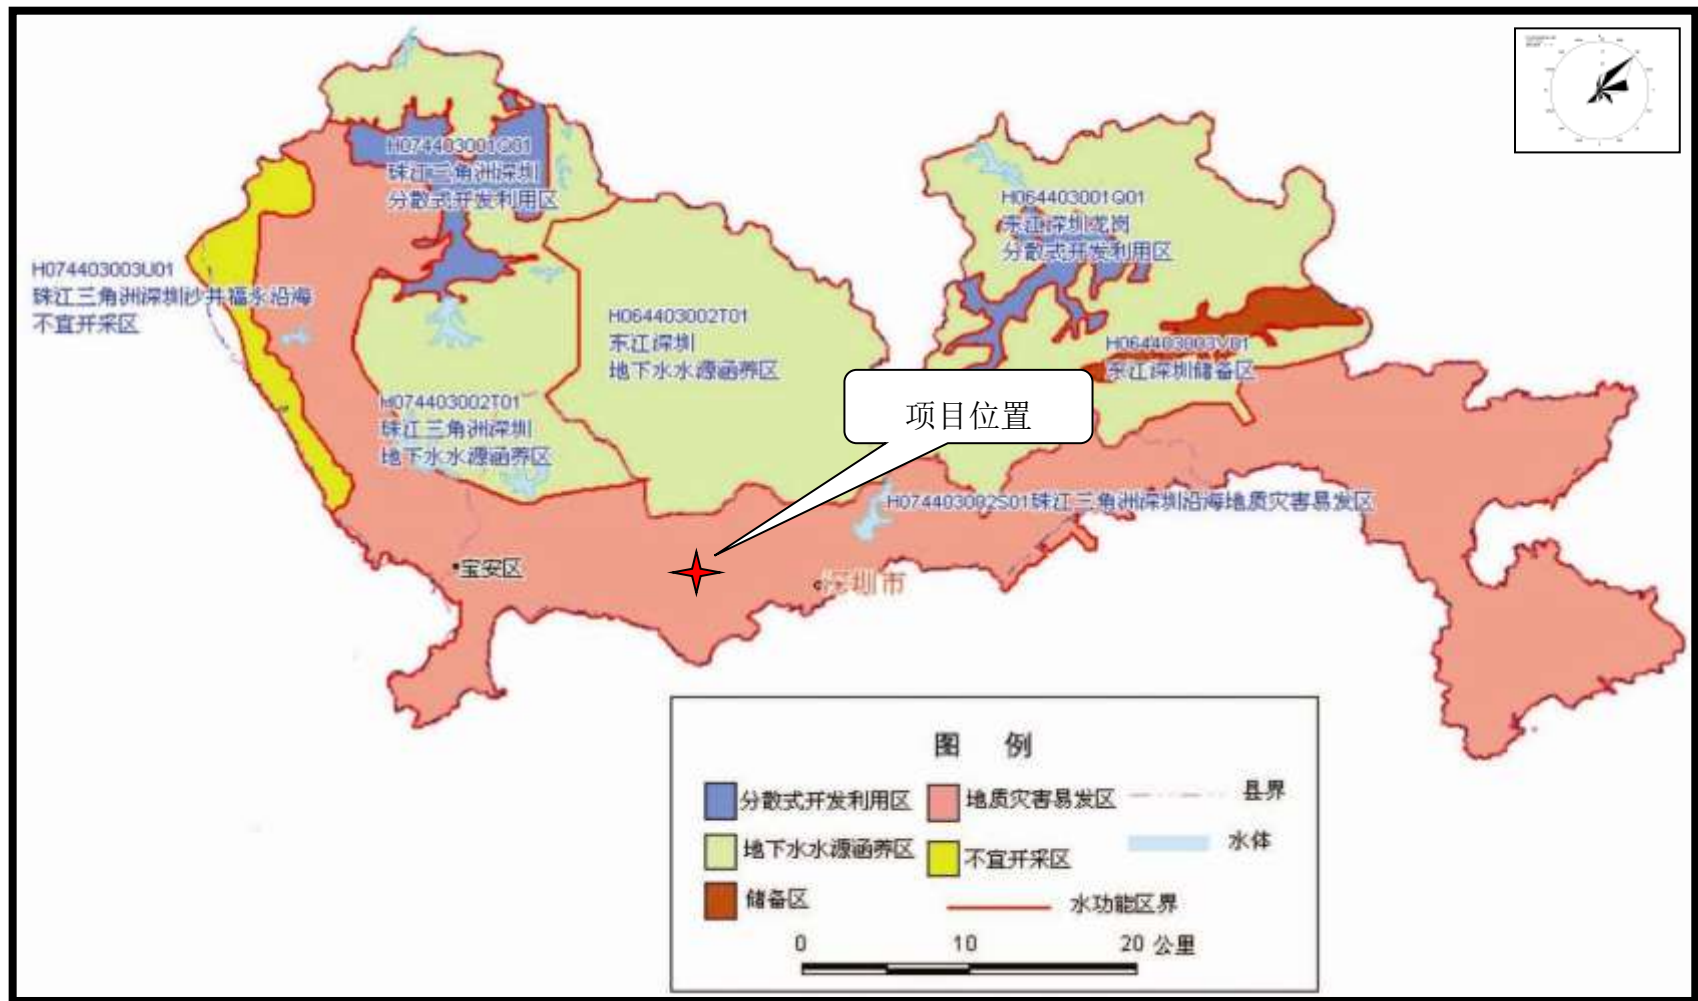 H074403001Q01
珠江三角洲深圳
分散式开发利用区
H064403001Q01
东江深圳龙岗
分散式开发利用区
H074403003U01
珠江三角洲深圳沙井福永沿海
不宜开采区
H064403002T01
东江深圳
地下水水源涵养区
H064403003V01
东江深圳储备区
H074403002T01
珠江三角洲深圳
地下水水源涵养区
项目位置
H074403002S01珠江三角洲深圳沿海地质灾害易发区
宝安区
深圳市
图 例
分散式开发利用区
地质灾害易发区
县界
地下水水源涵养区
不宜开采区
水体
储备区
水功能区界
0 10 20 公里